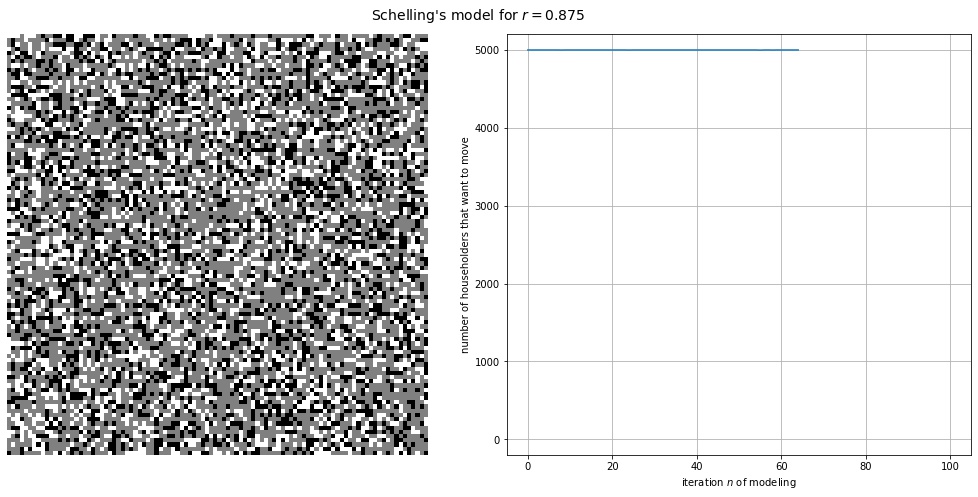 Schelling's model for r = 0.875
number of householders that want to move
5000
4000
3000
2000
1000
0
0 20 40 60 80 100
iteration n of modeling